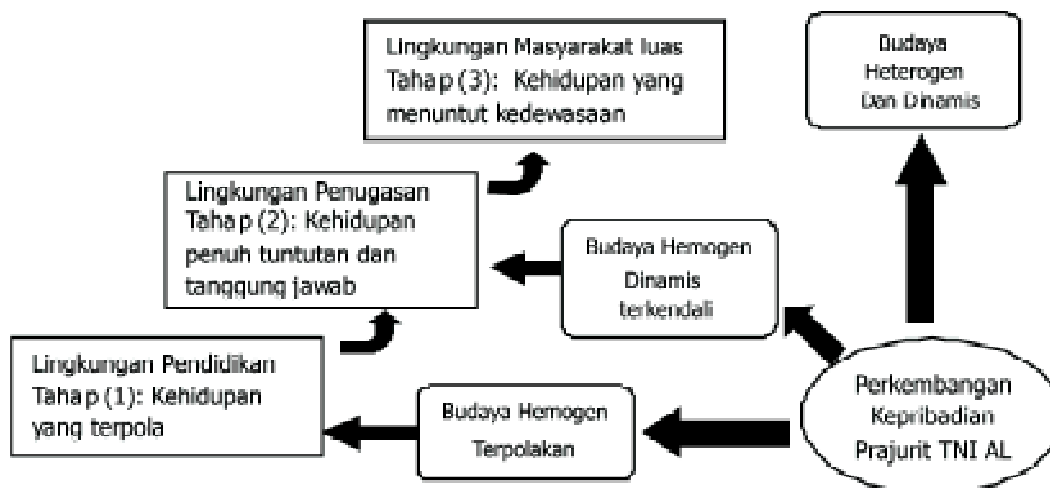 Lingkungan Masyarakat luas
Tahap (3): Kehidupan yang
menuntut kedewasaan
Budaya
Heterogen
Dan Dinamis
Lingkungan Penugasan
Tahap (2): Kehidupan
penuh tuntutan dan
tanggung jawab
Budaya Hemogen
Dinamis
terkendali
Lingkungan Pendidikan
Tahap (1): Kehidupan
yang terpola
Budaya Hemogen
Terpolakan
Perkembangan
Kepribadian
Prajurit TNI AL